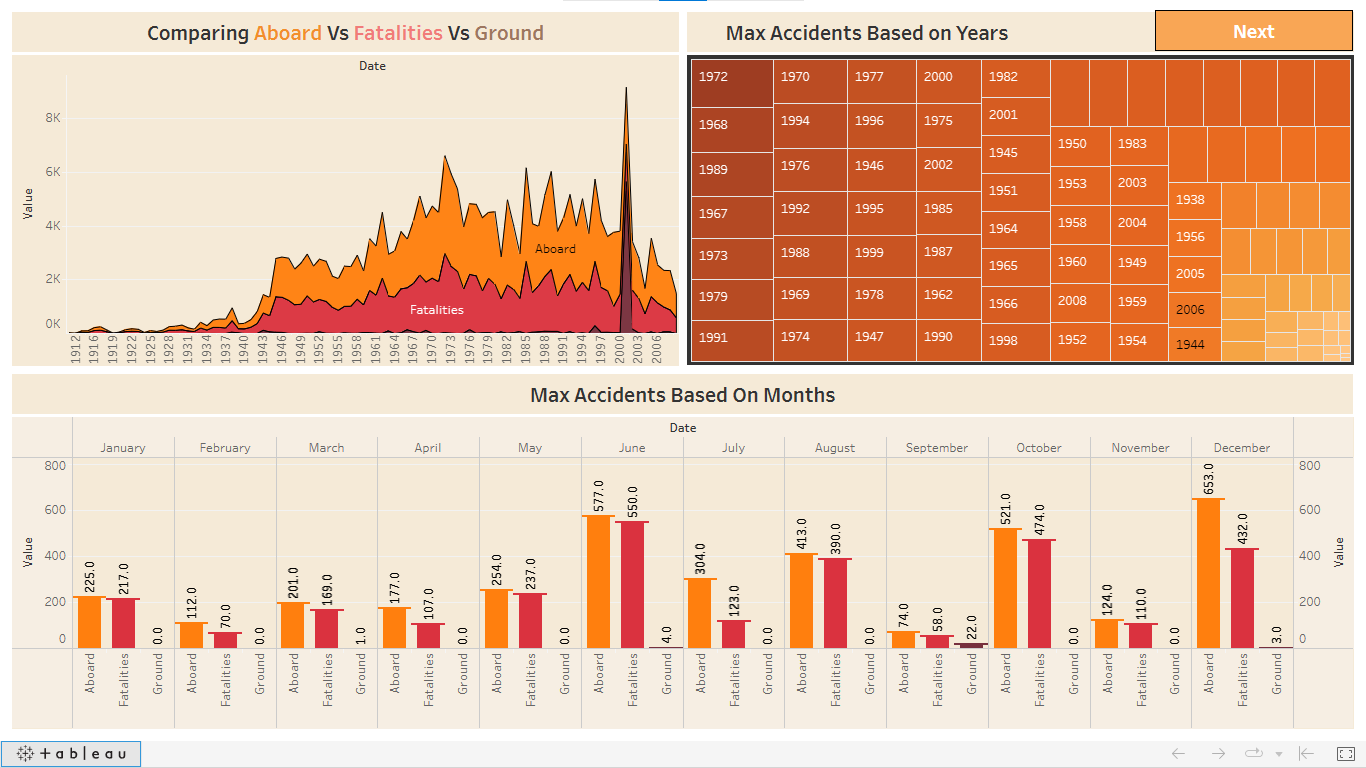 Comparing Aboard Vs Fatalities Vs Ground
Date
Value
8K
6K
4K
2K
0K
Aboard
Fatalities
1912
1916
1919
1922
1925
1928
1931
1934
1937
1940
1943
1946
1949
1952
1955
1958
1961
1964
1967
1970
1973
1976
1979
1982
1985
1988
1991
1994
1997
2000
2003
2006
Max Accidents Based on Years
Next
1972
1968
1989
1967
1973
1979
1991
1970
1994
1976
1992
1988
1969
1974
1977
1996
1946
1995
1999
1978
1947
2000
1975
2002
1985
1987
1962
1990
1982
2001
1945
1951
1964
1965
1966
1998
1950
1953
1958
1960
2008
1952
1983
2003
2004
1949
1959
1954
1938
1956
2005
2006
1944
Max Accidents Based On Months
Date
January February March April May June July August September October November December
Value
800
600
400
200
0
225.0 217.0 0.0
112.0 70.0 0.0
201.0 169.0 1.0
177.0 107.0 0.0
254.0 237.0 0.0
577.0 550.0 4.0
304.0 123.0 0.0
413.0 390.0 0.0
74.0 58.0 22.0
521.0 474.0 0.0
124.0 110.0 0.0
653.0 432.0 3.0
800
600
400
200
0
Value
Aboard Fatalities Ground
Aboard Fatalities Ground
Aboard Fatalities Ground
Aboard Fatalities Ground
Aboard Fatalities Ground
Aboard Fatalities Ground
Aboard Fatalities Ground
Aboard Fatalities Ground
Aboard Fatalities Ground
Aboard Fatalities Ground
Aboard Fatalities Ground
Aboard Fatalities Ground
+ableau